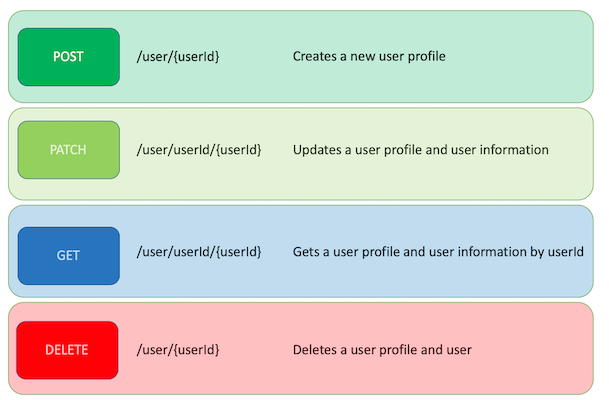 POST /user/{userId} Creates a new user profile
PATCH /user/userId/{userId} Updates a user profile and user information
GET /user/userId/{userId} Gets a user profile and user information by userId
DELETE /user/{userId} Deletes a user profile and user